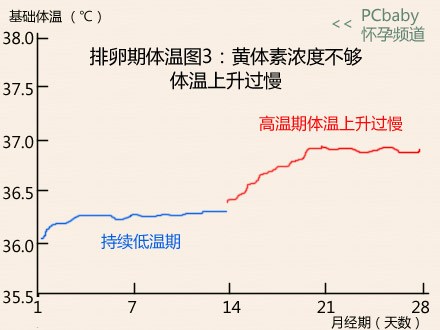 基础体温（℃）
<< PCbaby
怀孕频道
排卵期体温图3：黄体素浓度不够
体温上升过慢
高温期体温上升过慢
持续低温期
38.0
37.5
37.0
36.5
36.0
35.5
1 7 14 21 28
月经期（天数）